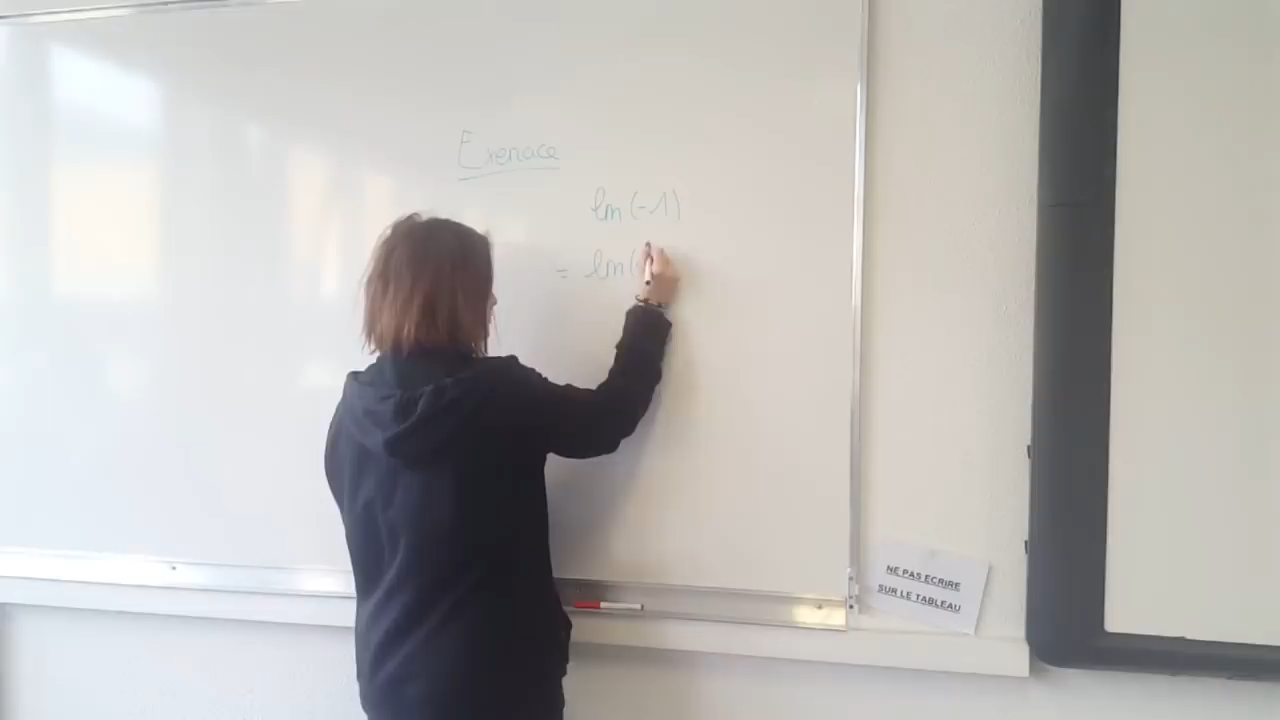 Exercice
ln(-1)
= ln(
NE PAS ECRIRE
SUR LE TABLEAU